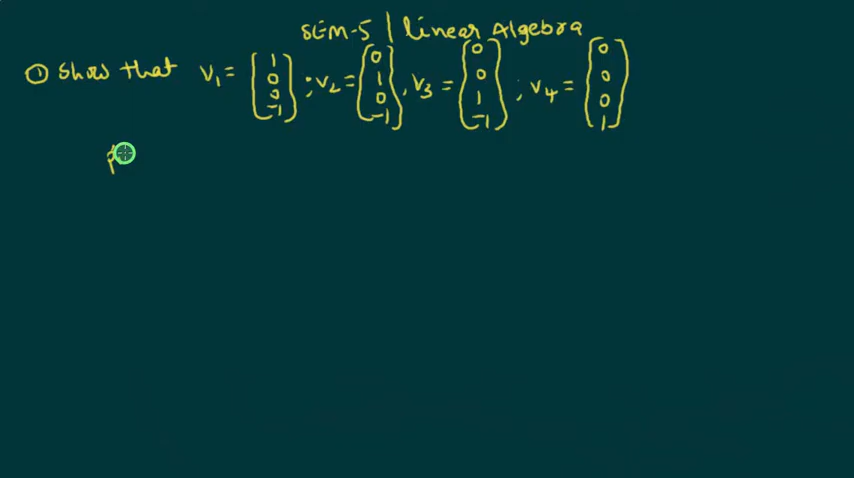 SEM-5 | linear Algebra
① Show that v₁ = [1 0 0 -1] ; v₂ = [0 1 0 -1] , v₃ = [0 0 1 -1] ; v₄ = [0 0 0 1]